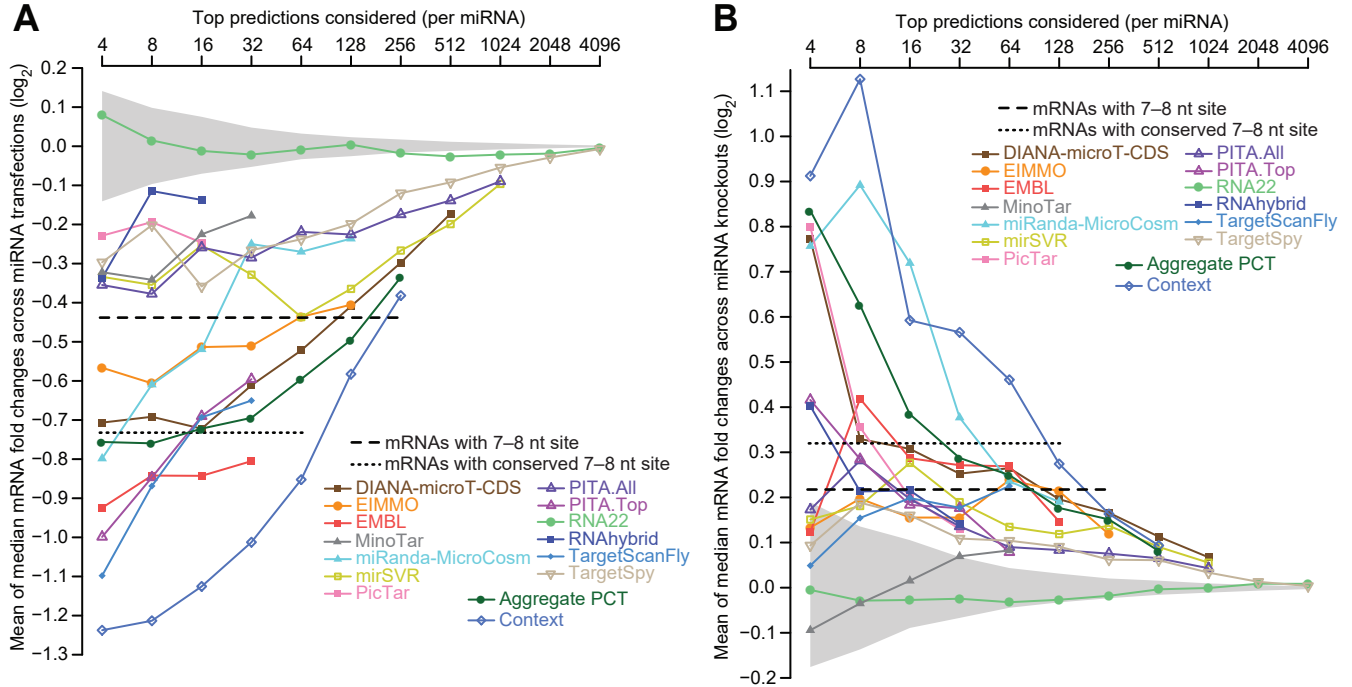 A
Top predictions considered (per miRNA)
4 8 16 32 64 128 256 512 1024 2048 4096
Mean of median mRNA fold changes across miRNA transfections (log2)
0.2
0.1
0.0
−0.1
−0.2
−0.3
−0.4
−0.5
−0.6
−0.7
−0.8
−0.9
−1.0
−1.1
−1.2
−1.3
mRNAs with 7–8 nt site
mRNAs with conserved 7–8 nt site
DIANA-microT-CDS
EIMMO
EMBL
MinoTar
miRanda-MicroCosm
mirSVR
PicTar
PITA.All
PITA.Top
RNA22
RNAhybrid
TargetScanFly
TargetSpy
Aggregate PCT
Context
B
Top predictions considered (per miRNA)
4 8 16 32 64 128 256 512 1024 2048 4096
Mean of median mRNA fold changes across miRNA knockouts (log2)
1.1
1.0
0.9
0.8
0.7
0.6
0.5
0.4
0.3
0.2
0.1
0.0
−0.1
−0.2
mRNAs with 7–8 nt site
mRNAs with conserved 7–8 nt site
DIANA-microT-CDS
EIMMO
EMBL
MinoTar
miRanda-MicroCosm
mirSVR
PicTar
PITA.All
PITA.Top
RNA22
RNAhybrid
TargetScanFly
TargetSpy
Aggregate PCT
Context